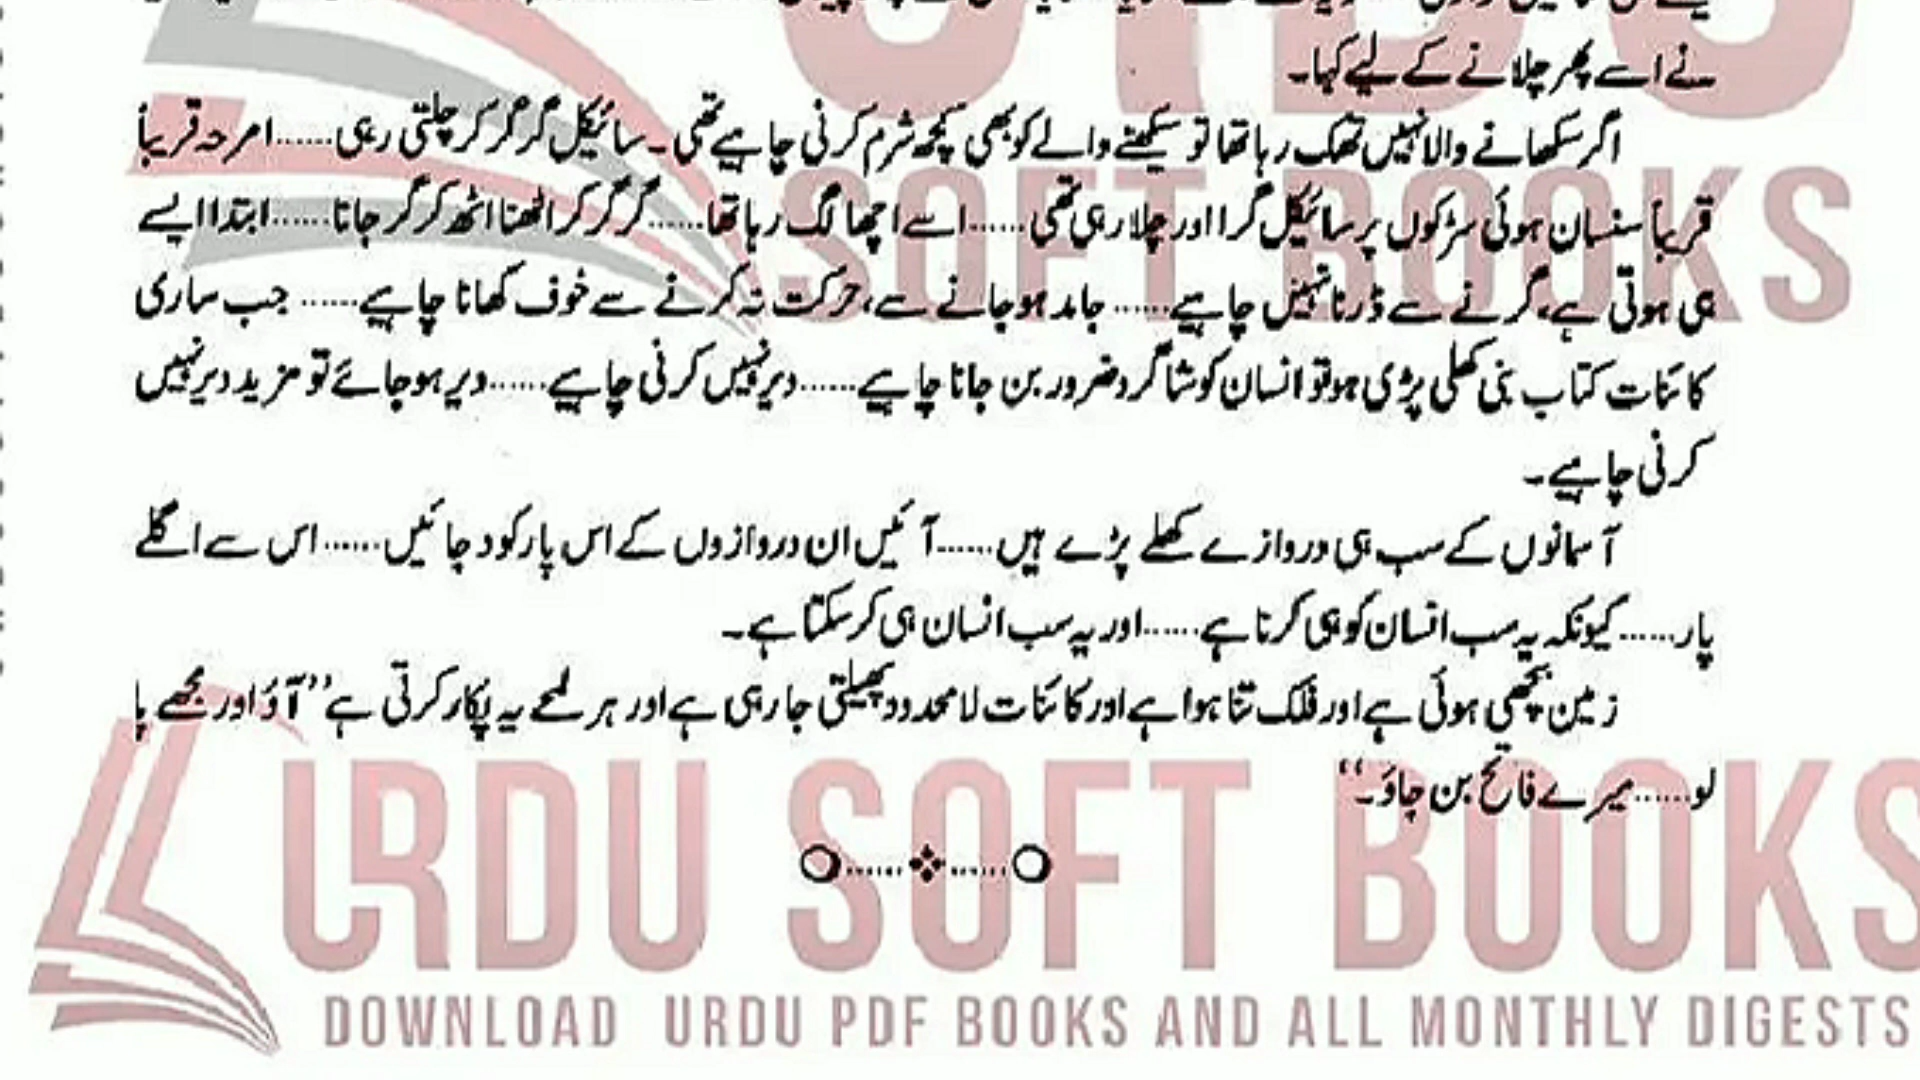 نے اسے پھر چلانے کے لیے کہا۔
اگر سکھانے والا نہیں تھک رہا تھا تو سیکھنے والے کو بھی کچھ شرم کرنی چاہیے تھی۔ سائیکل گر گر کر چلتی رہی...... امرحہ قریباً
قریباً سنسان ہوئی سڑکوں پر سائیکل گرا اور چلا رہی تھی...... اسے اچھا لگ رہا تھا...... گر گر کر اٹھنا اٹھ کر گر جانا...... ابتدا ایسے
ہی ہوتی ہے، گرنے سے ڈرنا نہیں چاہیے...... جامد ہو جانے سے، حرکت نہ کرنے سے خوف کھانا چاہیے...... جب ساری
کائنات کتاب بنی کھلی پڑی ہو تو انسان کو شاگرد ضرور بن جانا چاہیے...... دیر نہیں کرنی چاہیے...... دیر ہو جائے تو مزید دیر نہیں
کرنی چاہیے۔
آسمانوں کے سب ہی دروازے کھلے پڑے ہیں...... آئیں ان دروازوں کے اس پار کود جائیں...... اس سے اگلے
پار...... کیونکہ یہ سب انسان کو ہی کرنا ہے...... اور یہ سب انسان ہی کر سکتا ہے۔
زمین بچھی ہوئی ہے اور فلک تنا ہوا ہے اور کائنات لامحدود پھیلتی جا رہی ہے اور ہر لمحے یہ پکار کرتی ہے ’’آؤ اور مجھے پا
لو...... میرے فاتح بن جاؤ۔‘‘
SOFT BOOKS
URDU SOFT BOOKS
DOWNLOAD URDU PDF BOOKS AND ALL MONTHLY DIGESTS